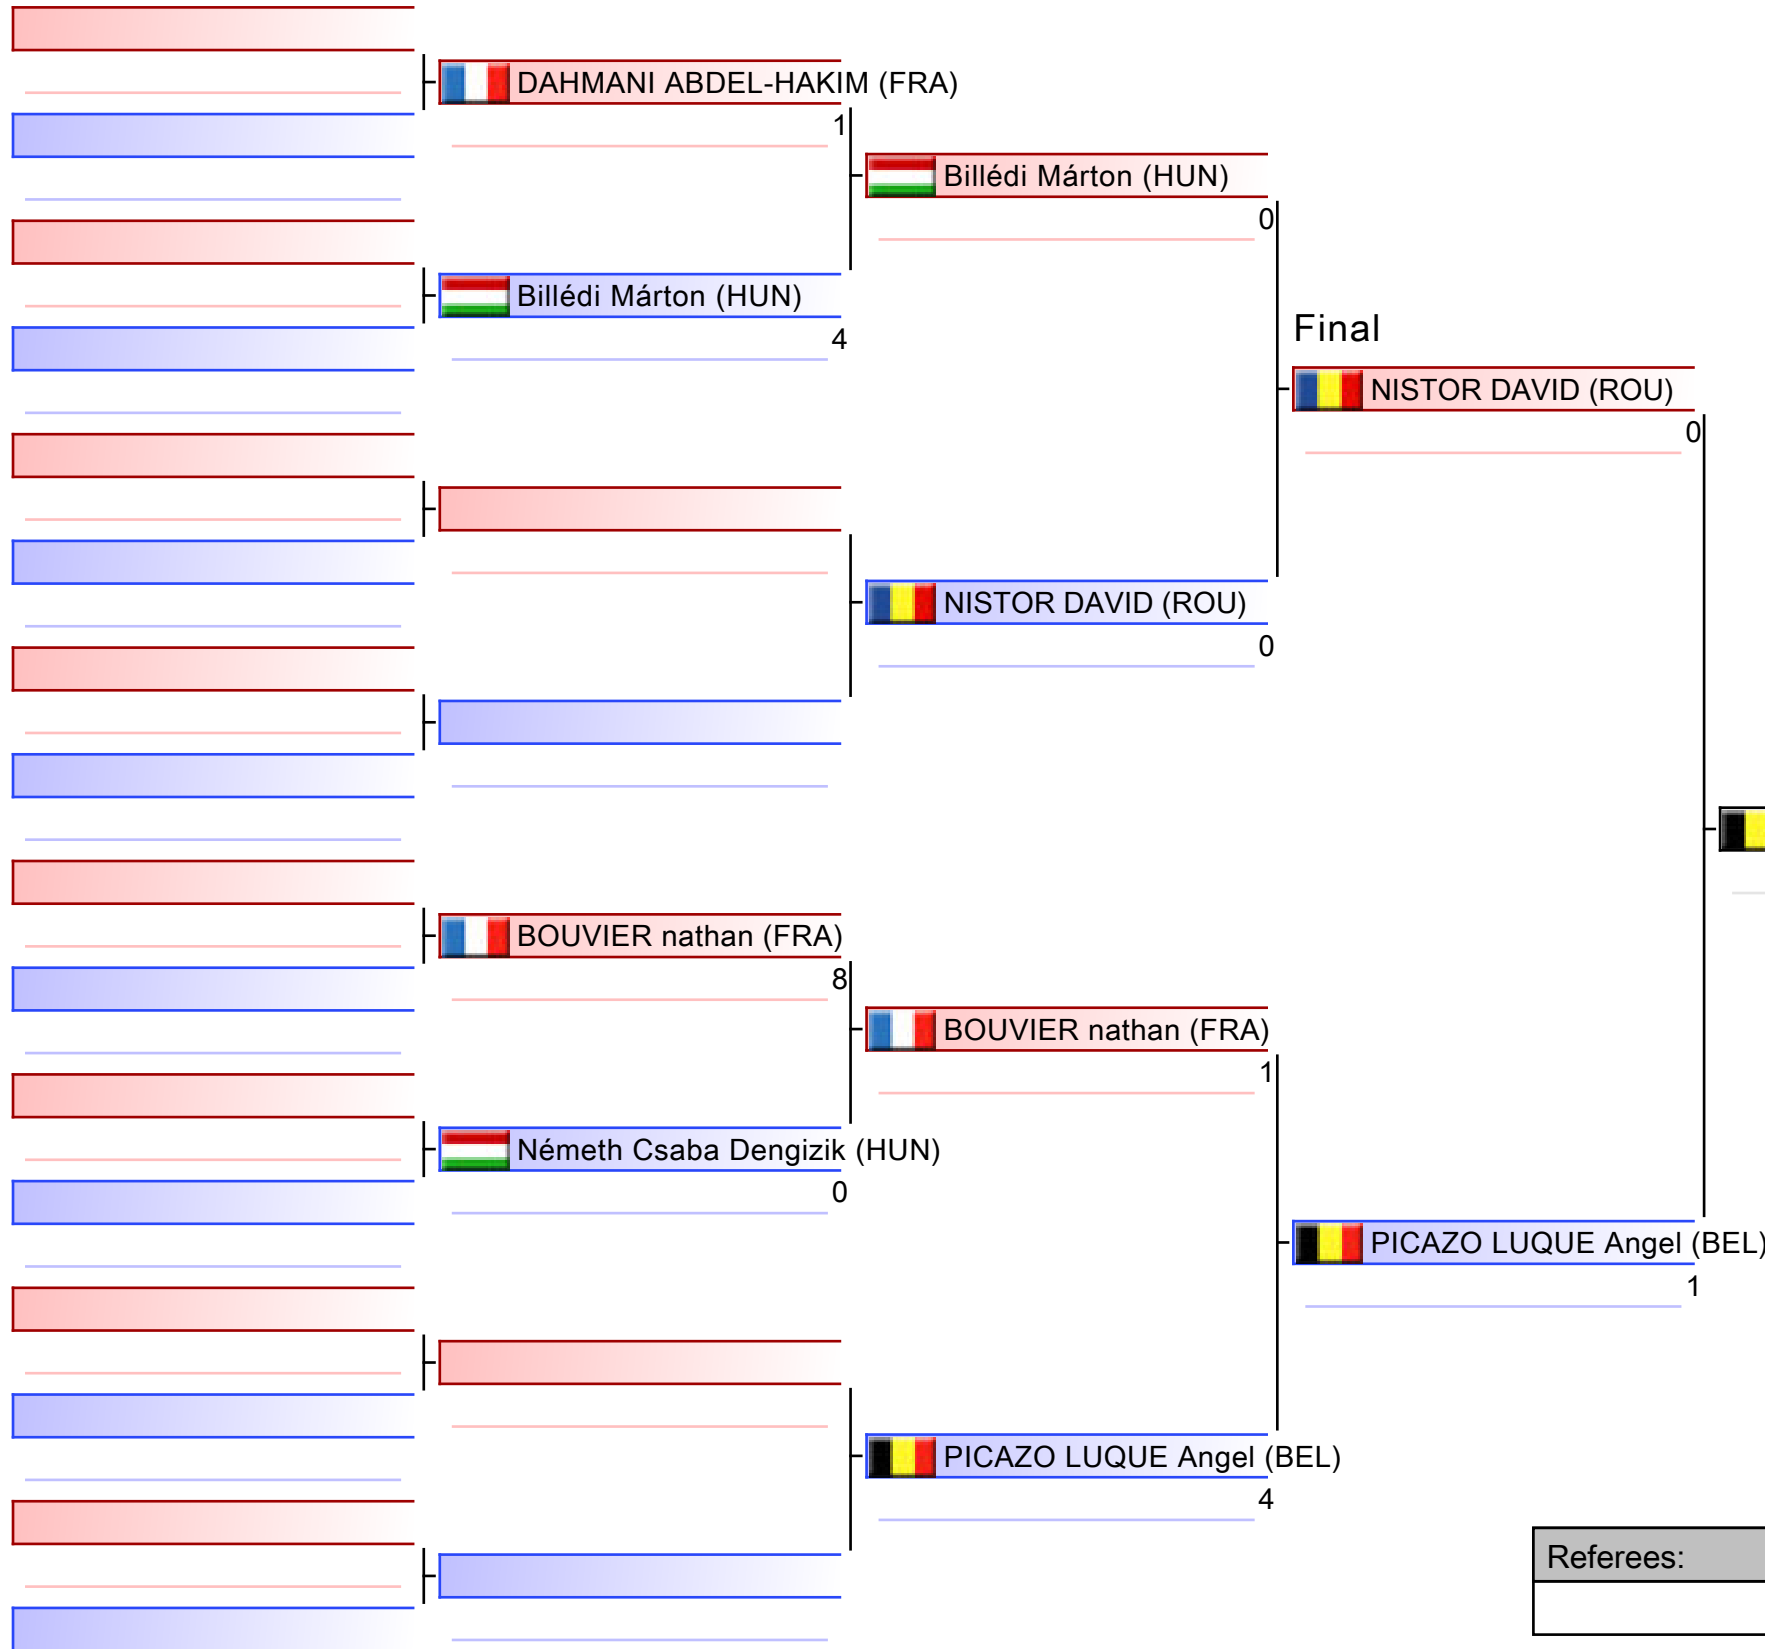 DAHMANI ABDEL-HAKIM (FRA)
1
Billédi Márton (HUN)
0
Billédi Márton (HUN)
4
Final
NISTOR DAVID (ROU)
0
NISTOR DAVID (ROU)
0
BOUVIER nathan (FRA)
8
BOUVIER nathan (FRA)
1
Németh Csaba Dengizik (HUN)
0
PICAZO LUQUE Angel (BEL)
1
PICAZO LUQUE Angel (BEL)
4
Referees: